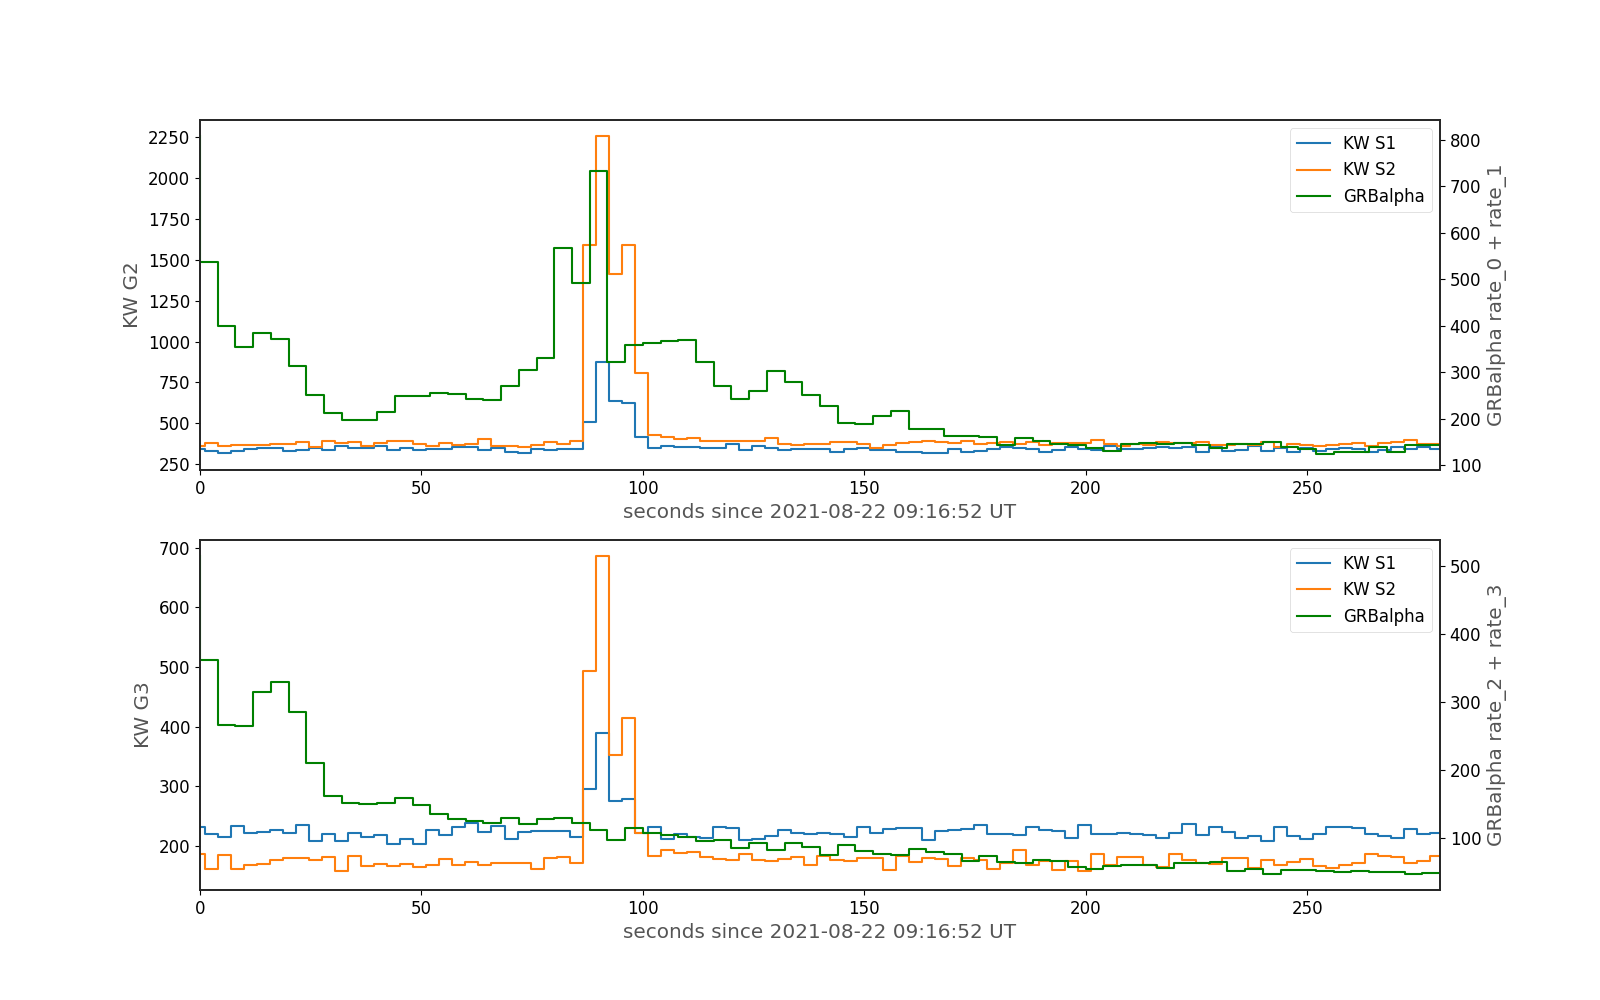 2250
2000
1750
1500
1250
1000
750
500
250
KW G2
800
700
600
500
400
300
200
100
GRBalpha rate_0 + rate_1
KW S1
KW S2
GRBalpha
0 50 100 150 200 250
seconds since 2021-08-22 09:16:52 UT
700
600
500
400
300
200
KW G3
500
400
300
200
100
GRBalpha rate_2 + rate_3
KW S1
KW S2
GRBalpha
0 50 100 150 200 250
seconds since 2021-08-22 09:16:52 UT